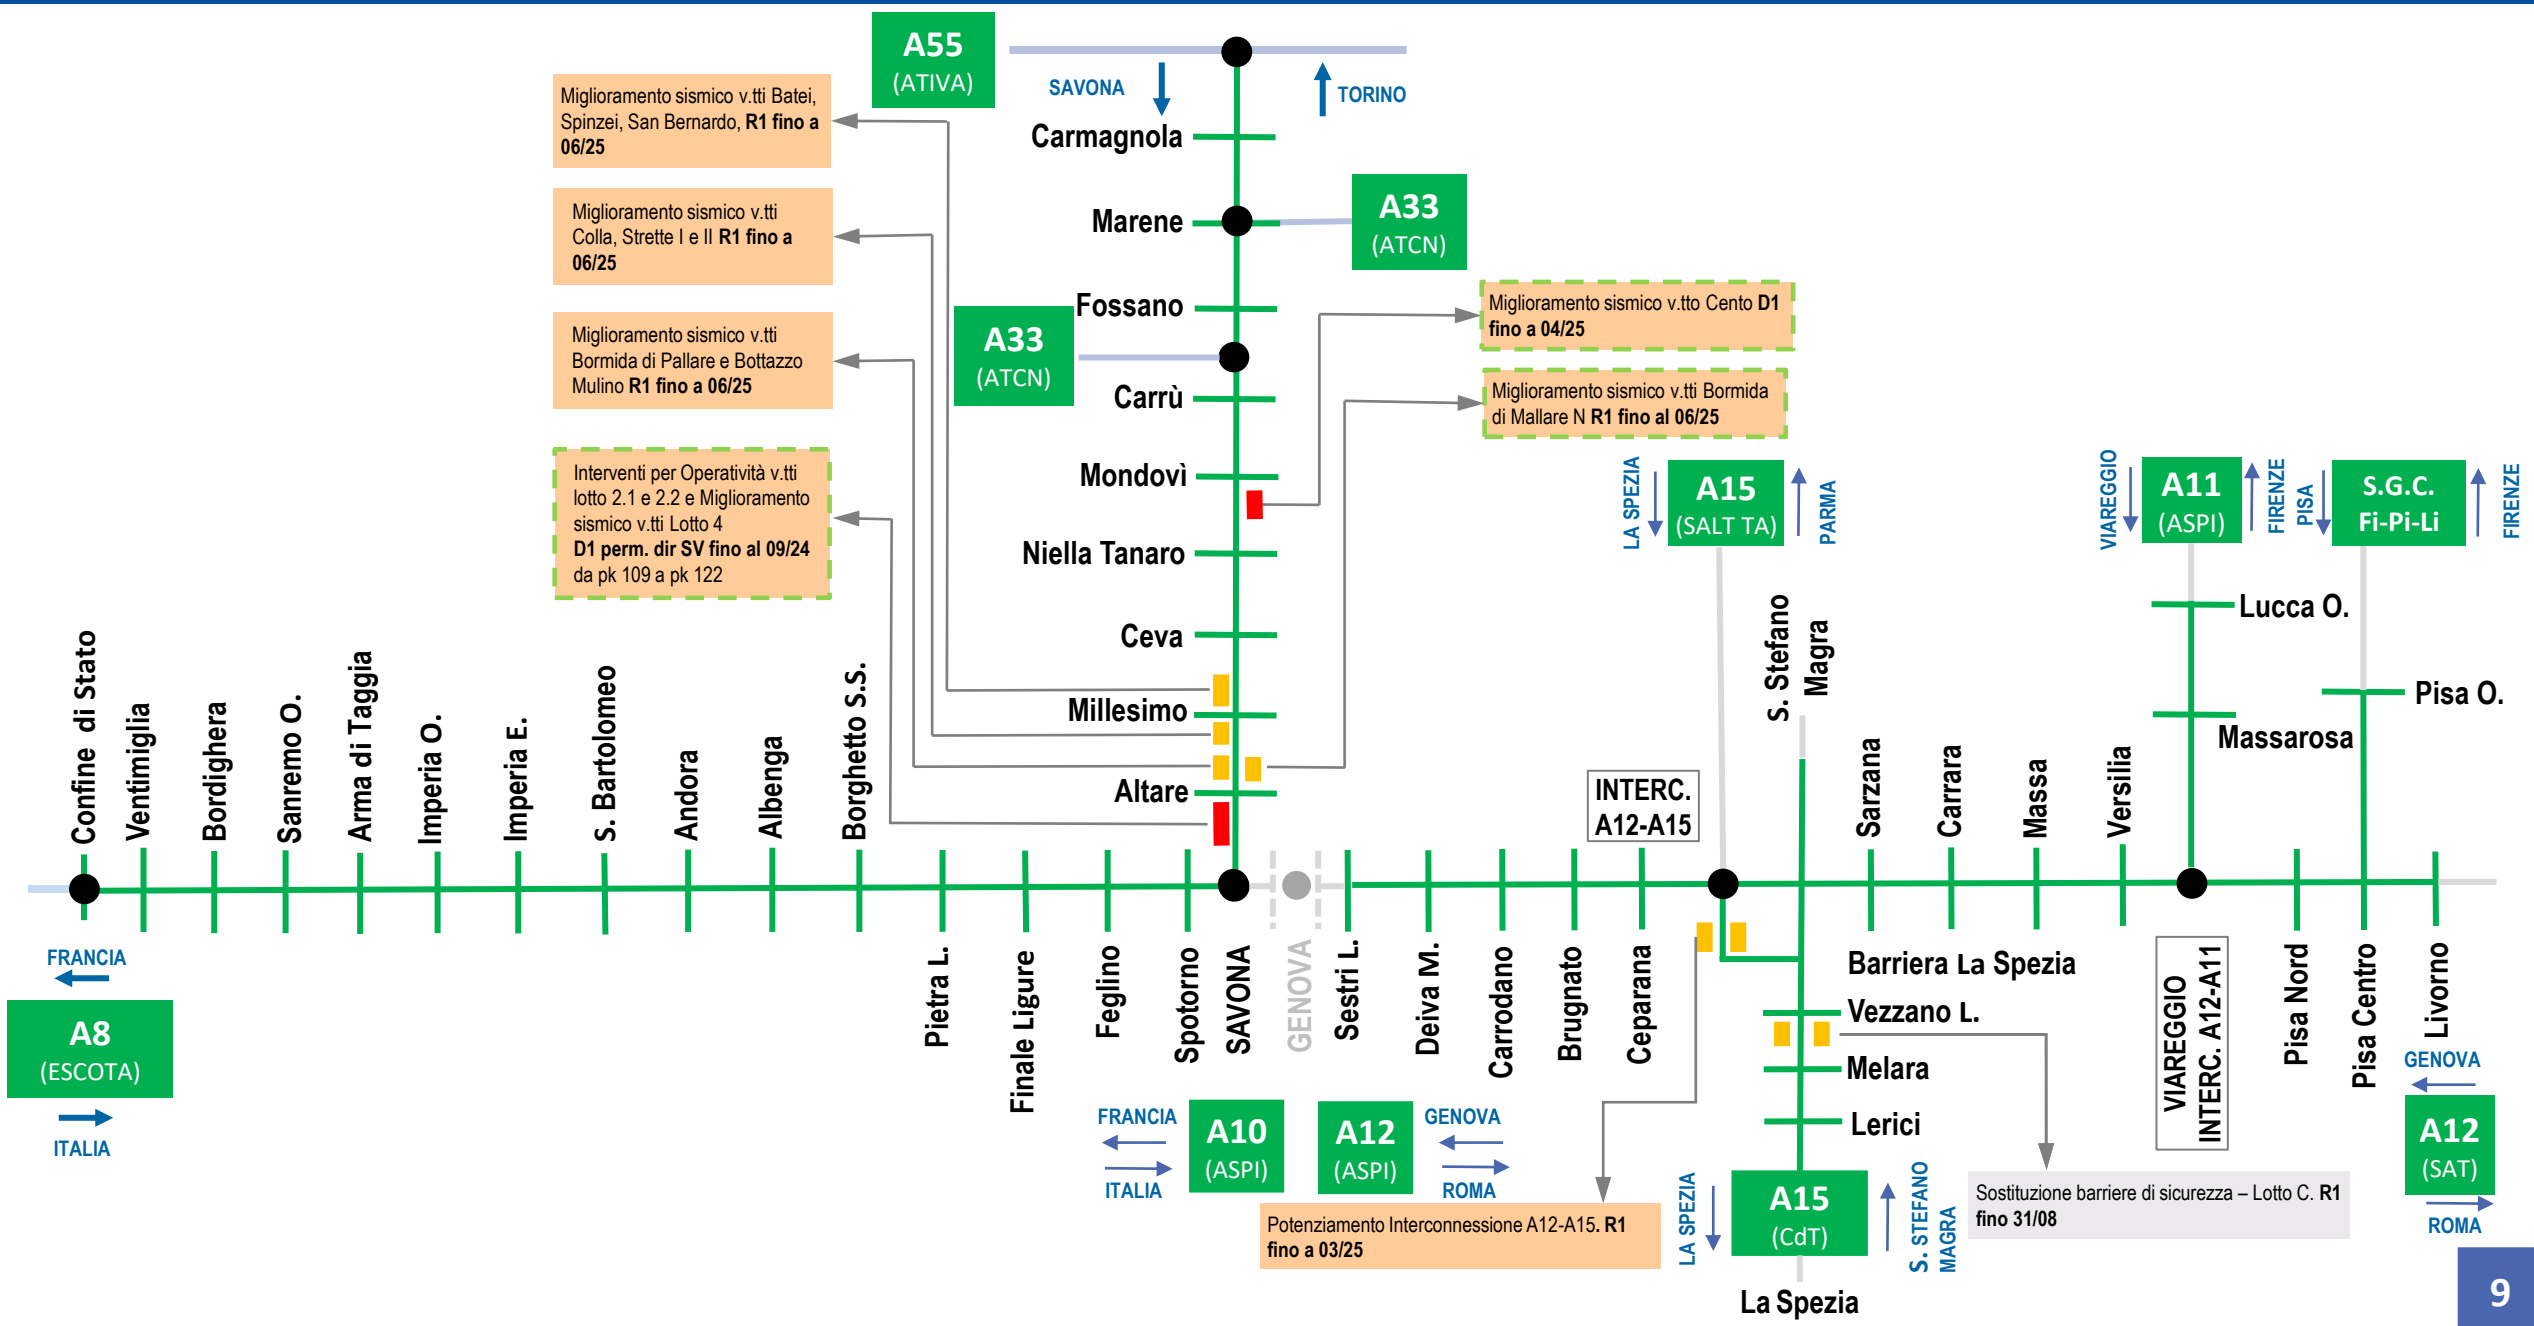 A55
(ATIVA)
SAVONA
TORINO
Miglioramento sismico v.tti Batei,
Spinzei, San Bernardo, R1 fino a
06/25
Carmagnola
Miglioramento sismico v.tti
Colla, Strette I e II R1 fino a
06/25
Marene
A33
(ATCN)
Fossano
Miglioramento sismico v.tto Cento D1
fino a 04/25
Miglioramento sismico v.tti
Bormida di Pallare e Bottazzo
Mulino R1 fino a 06/25
A33
(ATCN)
Carrù
Miglioramento sismico v.tti Bormida
di Mallare N R1 fino al 06/25
Interventi per Operatività v.tti
lotto 2.1 e 2.2 e Miglioramento
sismico v.tti Lotto 4
D1 perm. dir SV fino al 09/24
da pk 109 a pk 122
Mondovì
Niella Tanaro
Ceva
Millesimo
Altare
LA SPEZIA
A15
(SALT TA)
PARMA
VIAREGGIO
A11
(ASPI)
FIRENZE
PISA
S.G.C.
Fi-Pi-Li
FIRENZE
Lucca O.
Massarosa
Pisa O.
S. Stefano
Magra
INTERC.
A12-A15
Confine di Stato
Ventimiglia
Bordighera
Sanremo O.
Arma di Taggia
Imperia O.
Imperia E.
S. Bartolomeo
Andora
Albenga
Borghetto S.S.
Sarzana
Carrara
Massa
Versilia
Pietra L.
Finale Ligure
Feglino
Spotorno
SAVONA
GENOVA
Sestri L.
Deiva M.
Carrodano
Brugnato
Ceparana
Barriera La Spezia
Vezzano L.
Melara
Lerici
VIAREGGIO
INTERC. A12-A11
Pisa Nord
Pisa Centro
Livorno
FRANCIA
A8
(ESCOTA)
ITALIA
FRANCIA
ITALIA
A10
(ASPI)
A12
(ASPI)
GENOVA
ROMA
GENOVA
A12
(SAT)
ROMA
Potenziamento Interconnessione A12-A15. R1
fino a 03/25
LA SPEZIA
A15
(CdT)
S. STEFANO
MAGRA
Sostituzione barriere di sicurezza – Lotto C. R1
fino 31/08
La Spezia
9